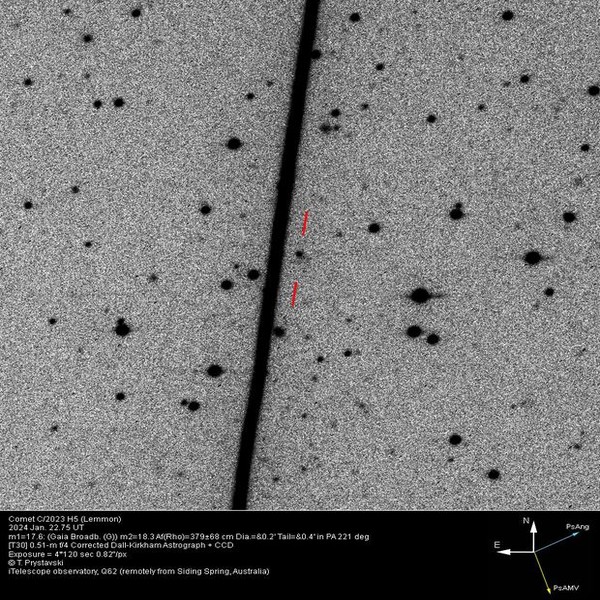 Comet C/2023 H5 (Lemmon)
2024 Jan. 22.75 UT
m1=17.6: (Gaia Broadb. (G)) m2=18.3 Af(Rho)=379±68 cm Dia.=&0.2' Tail=&0.4' in PA 221 deg
[T30] 0.51-m f/4 Corrected Dall-Kirkham Astrograph + CCD
Exposure = 4*120 sec 0.82"/px
© T. Prystavski
iTelescope observatory, Q62 (remotely from Siding Spring, Australia)
N
PsAng
E
PsAMV